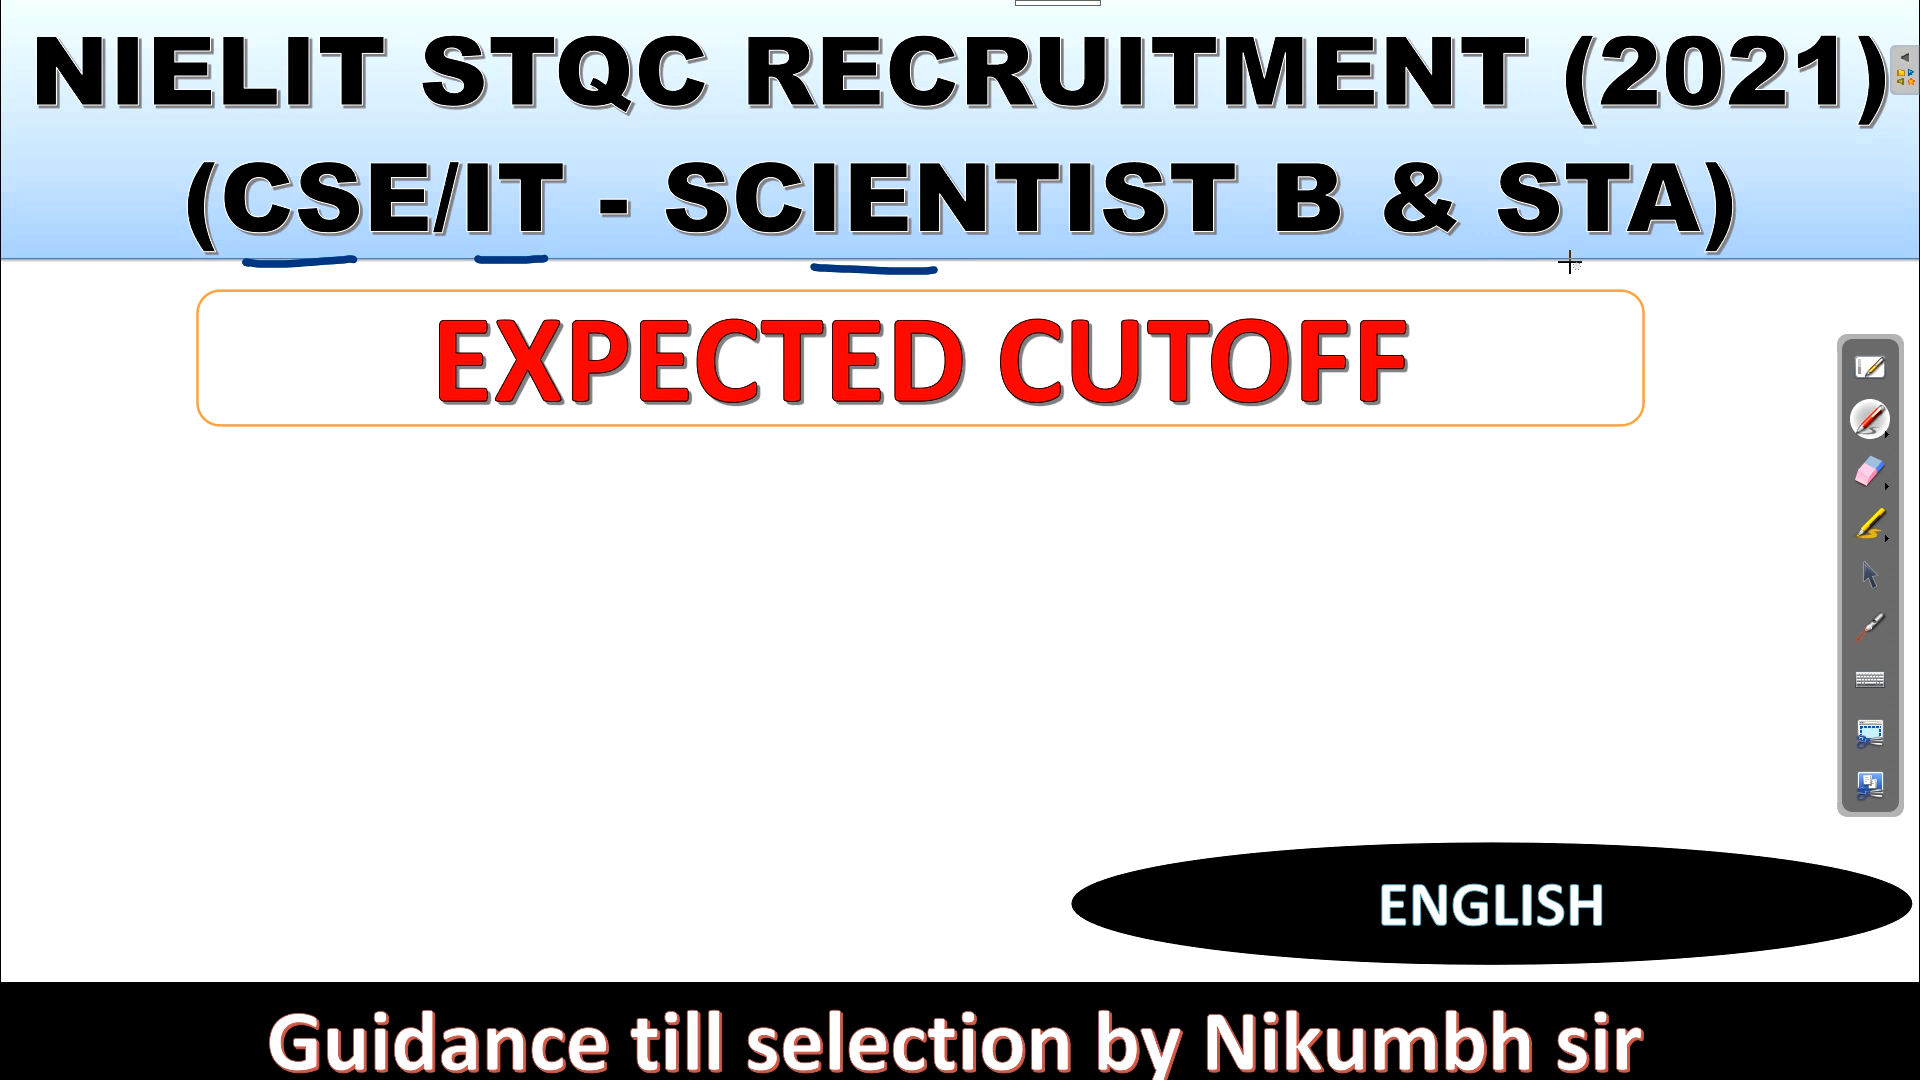 NIELIT STQC RECRUITMENT (2021)
(CSE/IT - SCIENTIST B & STA)
EXPECTED CUTOFF
ENGLISH
Guidance till selection by Nikumbh sir